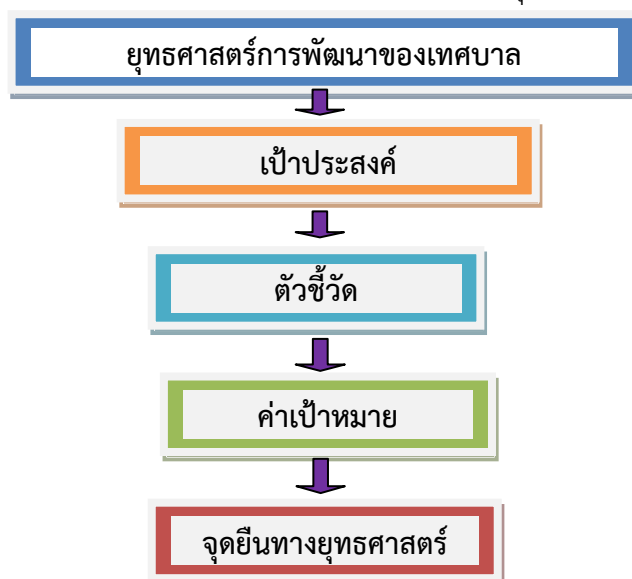 ยุทธศาสตร์การพัฒนาของเทศบาล
เป้าประสงค์
ตัวชี้วัด
ค่าเป้าหมาย
จุดยืนทางยุทธศาสตร์